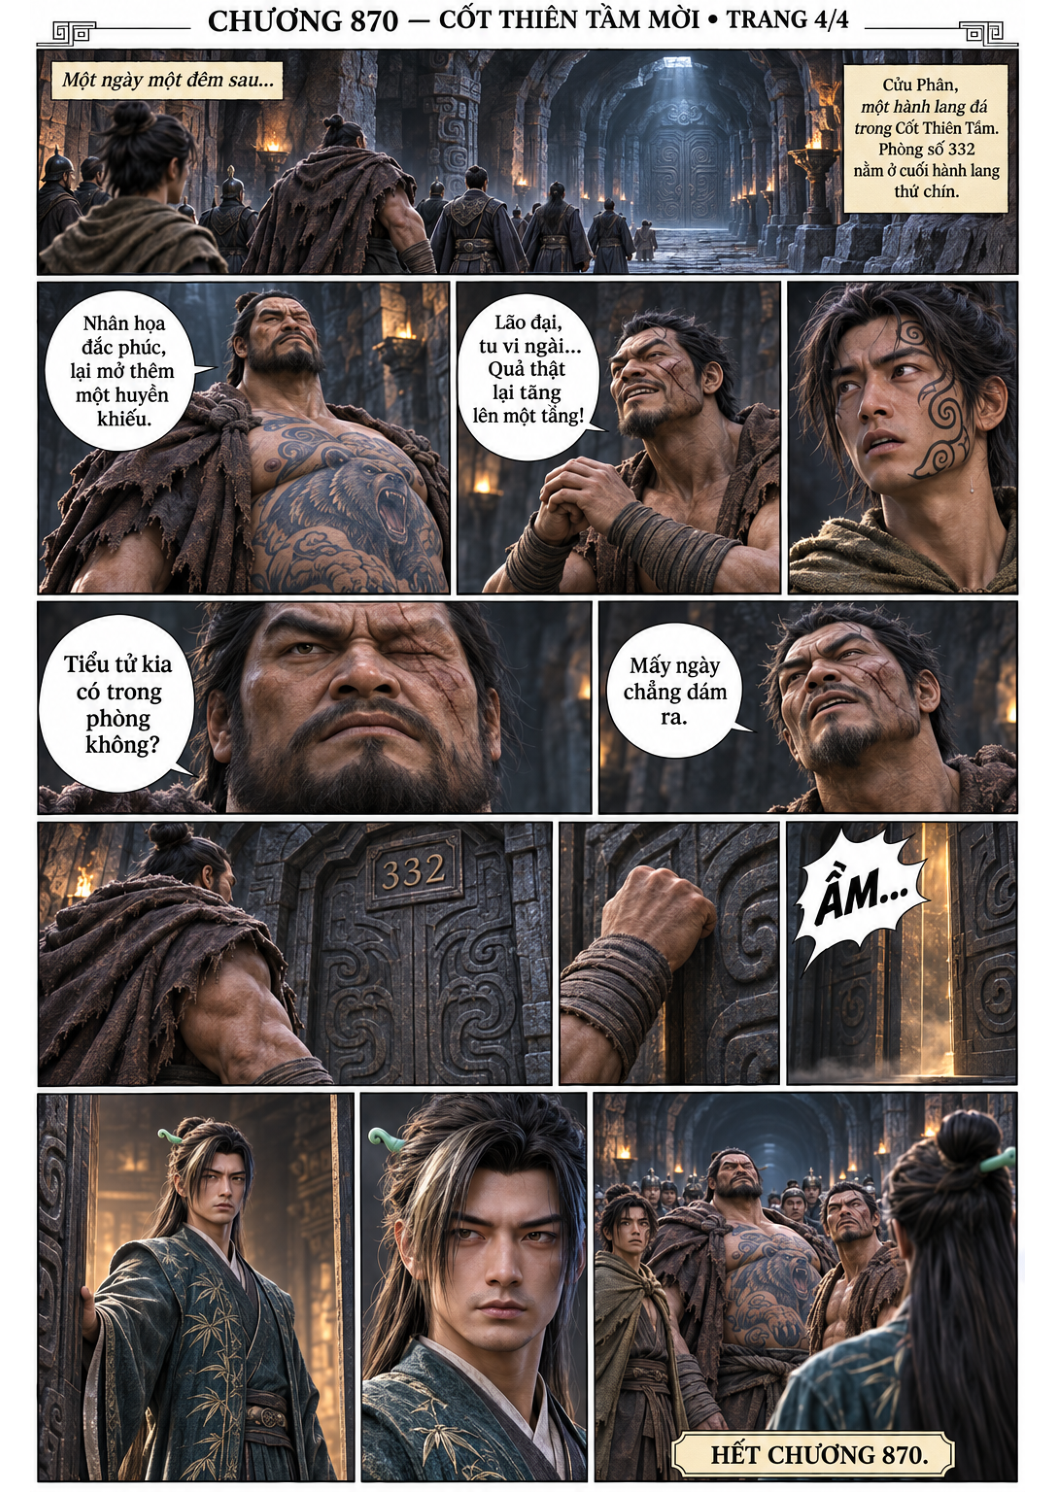 CHƯƠNG 870 — CỐT THIÊN TẦM MỜI • TRANG 4/4
Một ngày một đêm sau...
Cửu Phân,
một hành lang đá
trong Cốt Thiên Tầm.
Phòng số 332
nằm ở cuối hành lang
thứ chín.
Nhân họa
đắc phúc,
lại mở thêm
một huyền
khiếu.
Lão đại,
tu vi ngài...
Quả thật
lại tăng
lên một tầng!
Tiểu tử kia
có trong
phòng
không?
Mấy ngày
chẳng dám
ra.
332
ẦM...
HẾT CHƯƠNG 870.